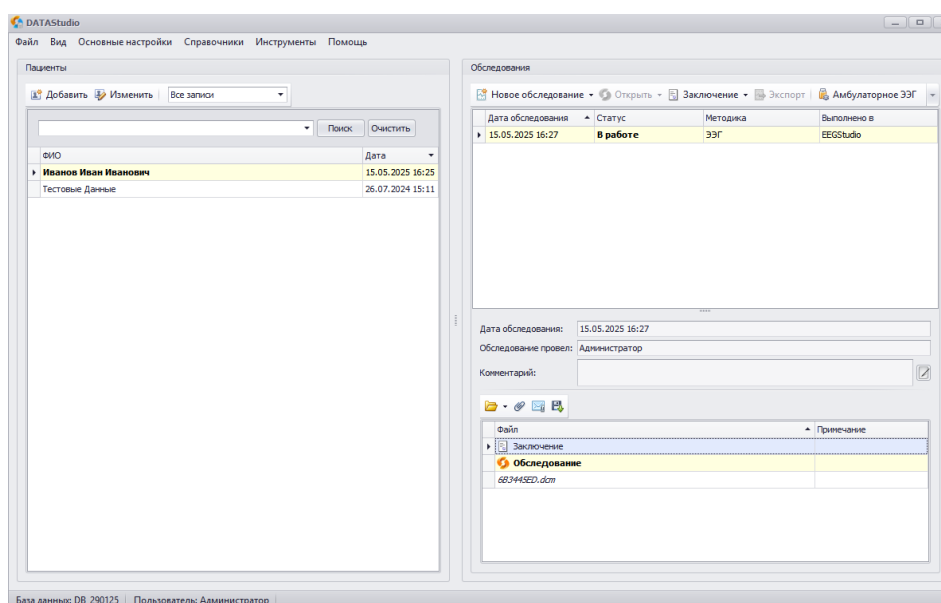 DATAStudio
Файл Вид Основные настройки Справочники Инструменты Помощь
Пациенты
Добавить Изменить Все записи
Поиск Очистить
ФИО Дата
Иванов Иван Иванович 15.05.2025 16:25
Тестовые Данные 26.07.2024 15:11
Обследования
Новое обследование Открыть Заключение Экспорт Амбулаторное ЭЭГ
Дата обследования Статус Методика Выполнено в
15.05.2025 16:27 В работе ЭЭГ EEGStudio
Дата обследования: 15.05.2025 16:27
Обследование провел: Администратор
Комментарий:
Файл Примечание
Заключение
Обследование
6B3445ED.dcm
База данных: DB_290125 Пользователь: Администратор